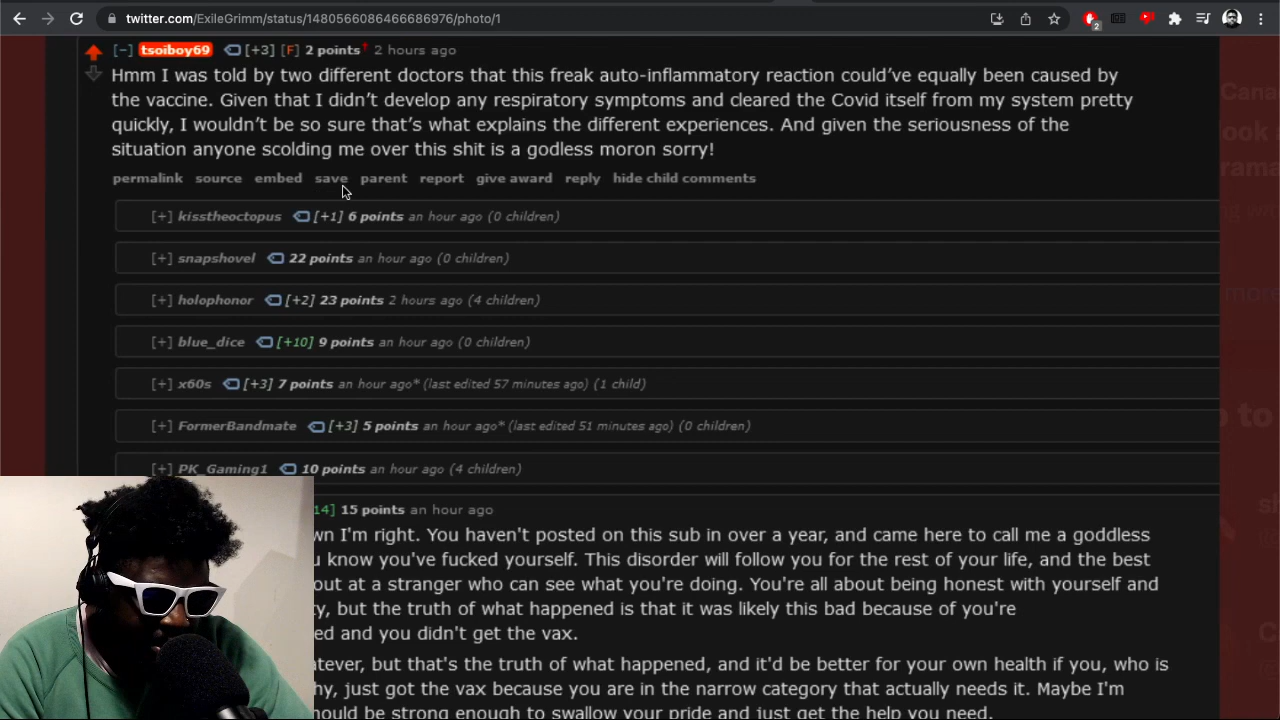 twitter.com/ExileGrimm/status/1480566086466686976/photo/1
2
[−] tsoiboy69 [+3] [F] 2 points 2 hours ago
Hmm I was told by two different doctors that this freak auto-inflammatory reaction could've equally been caused by
the vaccine. Given that I didn't develop any respiratory symptoms and cleared the Covid itself from my system pretty
quickly, I wouldn't be so sure that's what explains the different experiences. And given the seriousness of the
situation anyone scolding me over this shit is a godless moron sorry!
permalink source embed save parent report give award reply hide child comments
[+] kisstheoctopus [+1] 6 points an hour ago (0 children)
[+] snapshovel 22 points an hour ago (0 children)
[+] holophonor [+2] 23 points 2 hours ago (4 children)
[+] blue_dice [+10] 9 points an hour ago (0 children)
[+] x60s [+3] 7 points an hour ago* (last edited 57 minutes ago) (1 child)
[+] FormerBandmate [+3] 5 points an hour ago* (last edited 51 minutes ago) (0 children)
[+] PK_Gaming1 10 points an hour ago (4 children)
14] 15 points an hour ago
wn I'm right. You haven't posted on this sub in over a year, and came here to call me a goddless
u know you've fucked yourself. This disorder will follow you for the rest of your life, and the best
out at a stranger who can see what you're doing. You're all about being honest with yourself and
ry, but the truth of what happened is that it was likely this bad because of you're
ed and you didn't get the vax.
atever, but that's the truth of what happened, and it'd be better for your own health if you, who is
hy, just got the vax because you are in the narrow category that actually needs it. Maybe I'm
hould be strong enough to swallow your pride and just get the help you need.
Cana
look
rama
more
to